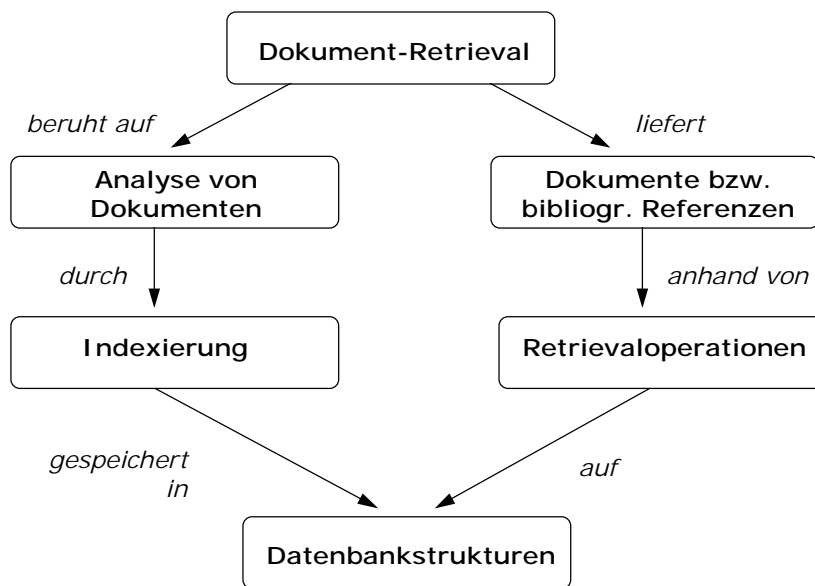 Dokument-Retrieval
beruht auf
liefert
Analyse von
Dokumenten
Dokumente bzw.
bibliogr. Referenzen
durch
anhand von
Indexierung
Retrievaloperationen
gespeichert
in
auf
Datenbankstrukturen